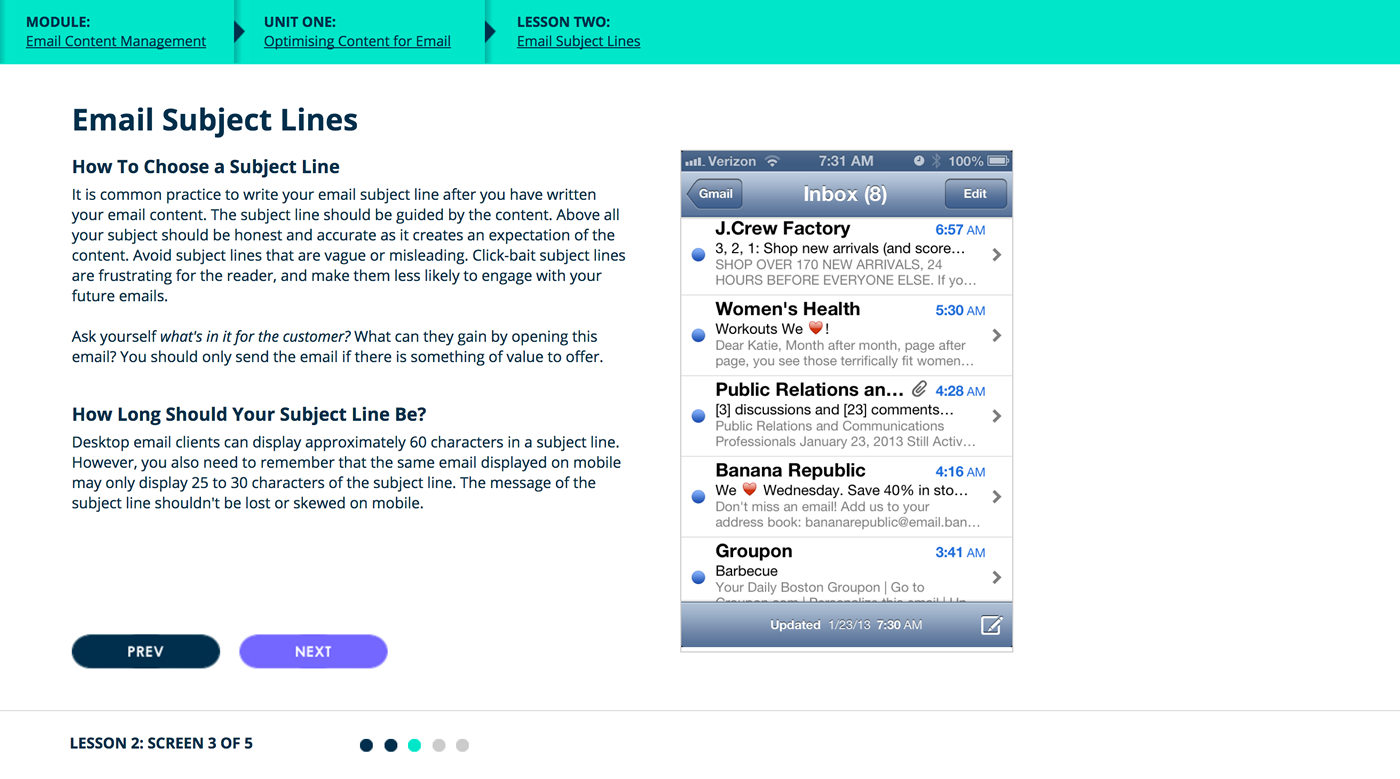 MODULE:
Email Content Management
UNIT ONE:
Optimising Content for Email
LESSON TWO:
Email Subject Lines
Email Subject Lines
How To Choose a Subject Line
It is common practice to write your email subject line after you have written
your email content. The subject line should be guided by the content. Above all
your subject should be honest and accurate as it creates an expectation of the
content. Avoid subject lines that are vague or misleading. Click-bait subject lines
are frustrating for the reader, and make them less likely to engage with your
future emails.
Ask yourself what's in it for the customer? What can they gain by opening this
email? You should only send the email if there is something of value to offer.
How Long Should Your Subject Line Be?
Desktop email clients can display approximately 60 characters in a subject line.
However, you also need to remember that the same email displayed on mobile
may only display 25 to 30 characters of the subject line. The message of the
subject line shouldn't be lost or skewed on mobile.
PREV
NEXT
Verizon 7:31 AM 100%
Gmail Inbox (8) Edit
J.Crew Factory 6:57 AM
3, 2, 1: Shop new arrivals (and score…
SHOP OVER 170 NEW ARRIVALS, 24
HOURS BEFORE EVERYONE ELSE. If yo…
Women's Health 5:30 AM
Workouts We ❤️!
Dear Katie, Month after month, page after
page, you see those terrifically fit women…
Public Relations an… 4:28 AM
[3] discussions and [23] comments…
Public Relations and Communications
Professionals January 23, 2013 Still Activ…
Banana Republic 4:16 AM
We ❤️ Wednesday. Save 40% in sto…
Don't miss an email! Add us to your
address book: bananarepublic@email.ban…
Groupon 3:41 AM
Barbecue
Your Daily Boston Groupon | Go to
Groupon.com | Personalize this email | Un
Updated 1/23/13 7:30 AM
LESSON 2: SCREEN 3 OF 5